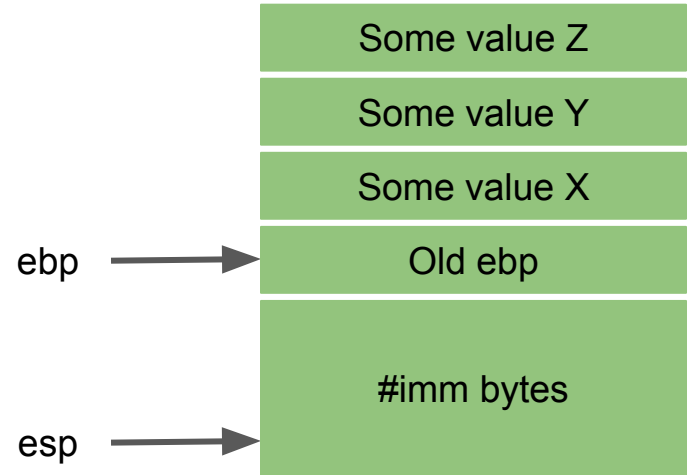 Some value Z
Some value Y
Some value X
ebp
Old ebp
#imm bytes
esp